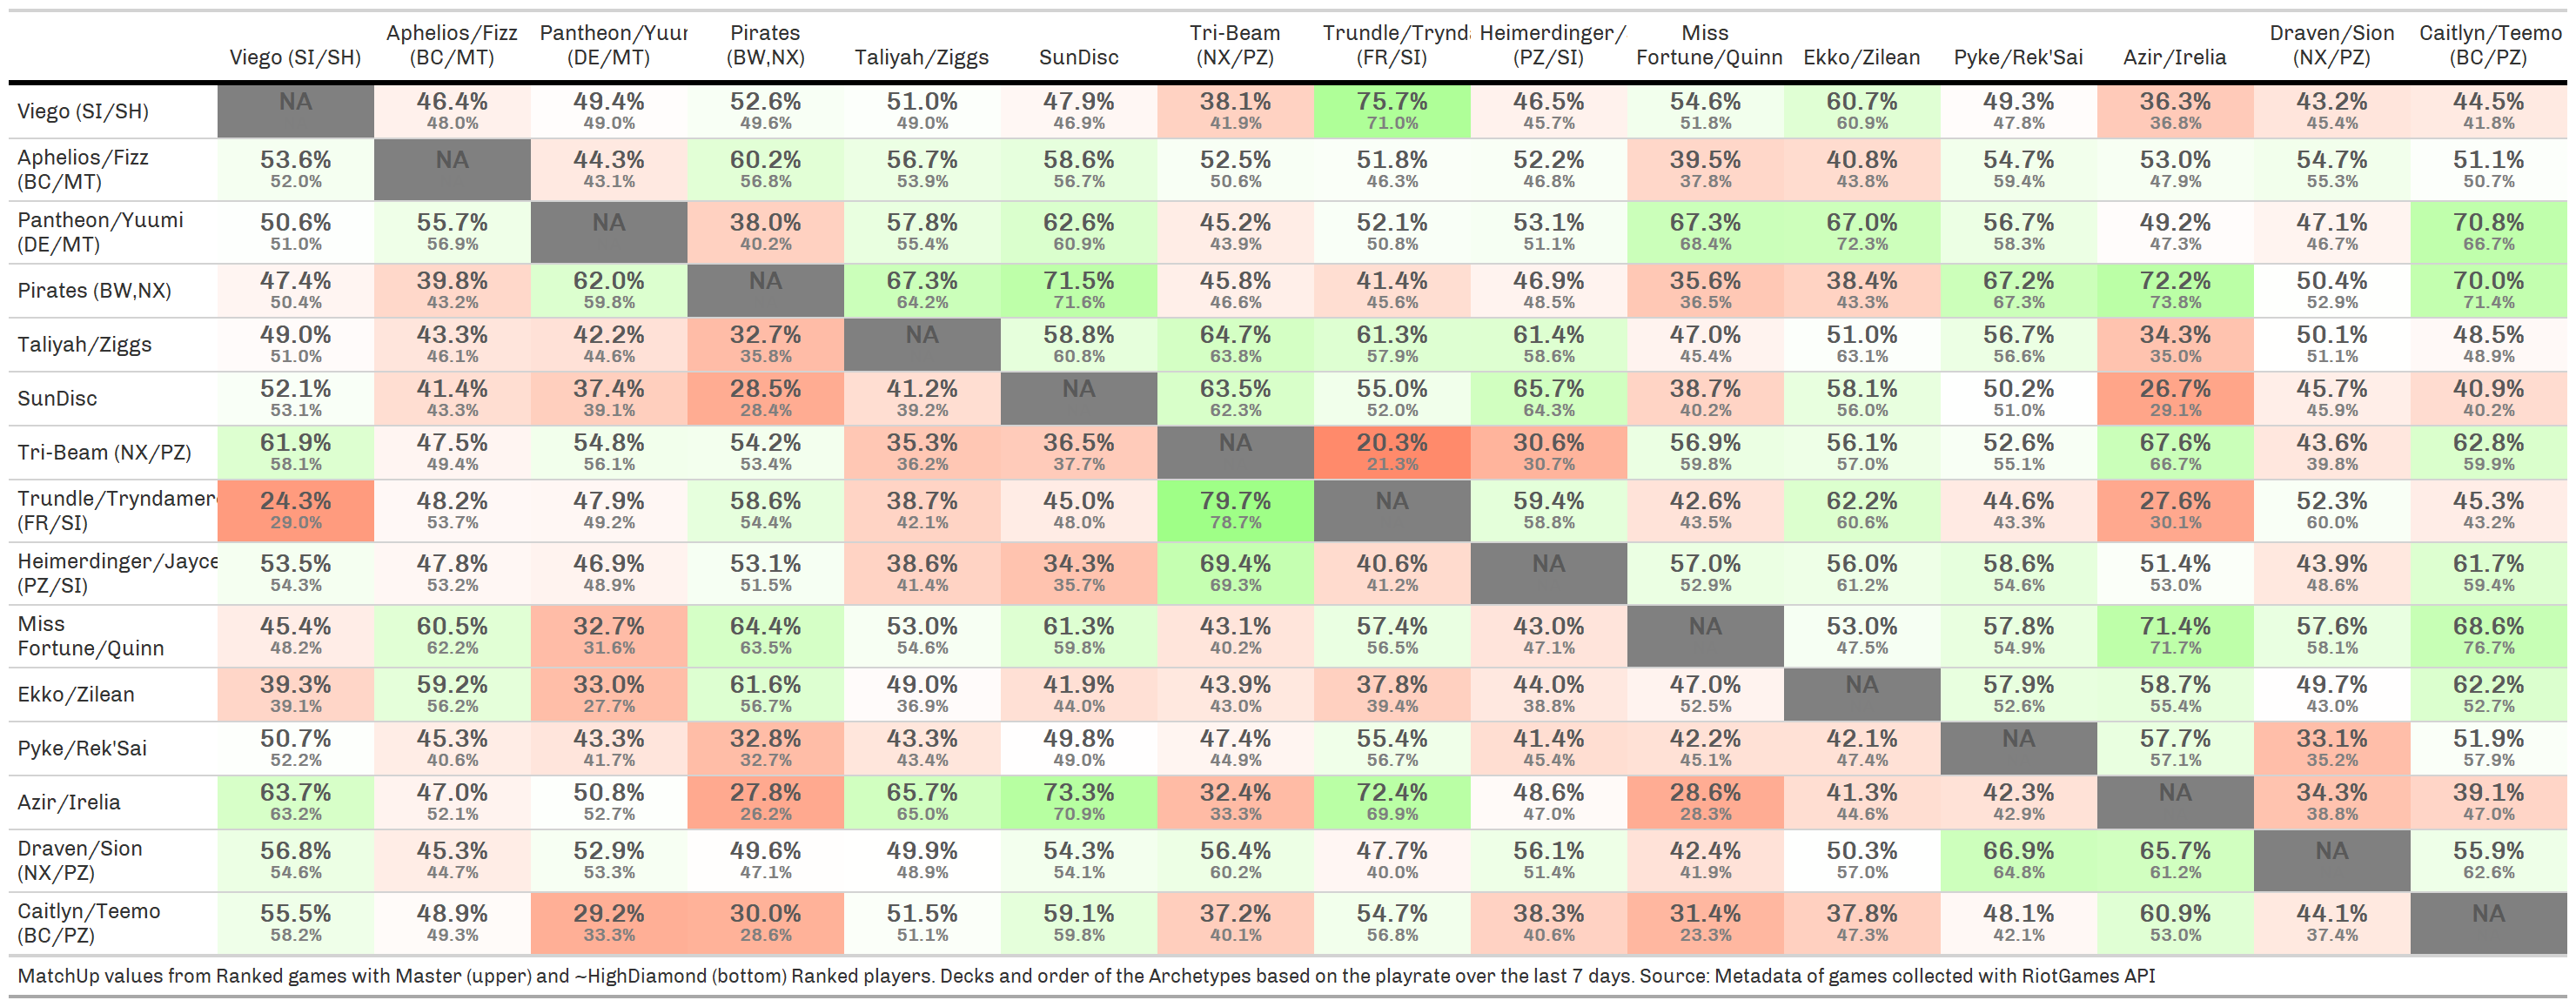 Viego (SI/SH) Aphelios/Fizz (BC/MT) Pantheon/Yuur (DE/MT) Pirates (BW,NX) Taliyah/Ziggs SunDisc Tri-Beam (NX/PZ) Trundle/Trynd (FR/SI) Heimerdinger/ (PZ/SI) Miss Fortune/Quinn Ekko/Zilean Pyke/Rek'Sai Azir/Irelia Draven/Sion (NX/PZ) Caitlyn/Teemo (BC/PZ)
Viego (SI/SH) NA 46.4% 49.4% 52.6% 51.0% 47.9% 38.1% 75.7% 46.5% 54.6% 60.7% 49.3% 36.3% 43.2% 44.5%
48.0% 49.0% 49.6% 49.0% 46.9% 41.9% 71.0% 45.7% 51.8% 60.9% 47.8% 36.8% 45.4% 41.8%
Aphelios/Fizz (BC/MT) 53.6% NA 44.3% 60.2% 56.7% 58.6% 52.5% 51.8% 52.2% 39.5% 40.8% 54.7% 53.0% 54.7% 51.1%
52.0% 43.1% 56.8% 53.9% 56.7% 50.6% 46.3% 46.8% 37.8% 43.8% 59.4% 47.9% 55.3% 50.7%
Pantheon/Yuumi (DE/MT) 50.6% 55.7% NA 38.0% 57.8% 62.6% 45.2% 52.1% 53.1% 67.3% 67.0% 56.7% 49.2% 47.1% 70.8%
51.0% 56.9% 40.2% 55.4% 60.9% 43.9% 50.8% 51.1% 68.4% 72.3% 58.3% 47.3% 46.7% 66.7%
Pirates (BW,NX) 47.4% 39.8% 62.0% NA 67.3% 71.5% 45.8% 41.4% 46.9% 35.6% 38.4% 67.2% 72.2% 50.4% 70.0%
50.4% 43.2% 59.8% 64.2% 71.6% 46.6% 45.6% 48.5% 36.5% 43.3% 67.3% 73.8% 52.9% 71.4%
Taliyah/Ziggs 49.0% 43.3% 42.2% 32.7% NA 58.8% 64.7% 61.3% 61.4% 47.0% 51.0% 56.7% 34.3% 50.1% 48.5%
51.0% 46.1% 44.6% 35.8% 60.8% 63.8% 57.9% 58.6% 45.4% 63.1% 56.6% 35.0% 51.1% 48.9%
SunDisc 52.1% 41.4% 37.4% 28.5% 41.2% NA 63.5% 55.0% 65.7% 38.7% 58.1% 50.2% 26.7% 45.7% 40.9%
53.1% 43.3% 39.1% 28.4% 39.2% 62.3% 52.0% 64.3% 40.2% 56.0% 51.0% 29.1% 45.9% 40.2%
Tri-Beam (NX/PZ) 61.9% 47.5% 54.8% 54.2% 35.3% 36.5% NA 20.3% 30.6% 56.9% 56.1% 52.6% 67.6% 43.6% 62.8%
58.1% 49.4% 56.1% 53.4% 36.2% 37.7% 21.3% 30.7% 59.8% 57.0% 55.1% 66.7% 39.8% 59.9%
Trundle/Tryndamer (FR/SI) 24.3% 48.2% 47.9% 58.6% 38.7% 45.0% 79.7% NA 59.4% 42.6% 62.2% 44.6% 27.6% 52.3% 45.3%
29.0% 53.7% 49.2% 54.4% 42.1% 48.0% 78.7% 58.8% 43.5% 60.6% 43.3% 30.1% 60.0% 43.2%
Heimerdinger/Jayce (PZ/SI) 53.5% 47.8% 46.9% 53.1% 38.6% 34.3% 69.4% 40.6% NA 57.0% 56.0% 58.6% 51.4% 43.9% 61.7%
54.3% 53.2% 48.9% 51.5% 41.4% 35.7% 69.3% 41.2% 52.9% 61.2% 54.6% 53.0% 48.6% 59.4%
Miss Fortune/Quinn 45.4% 60.5% 32.7% 64.4% 53.0% 61.3% 43.1% 57.4% 43.0% NA 53.0% 57.8% 71.4% 57.6% 68.6%
48.2% 62.2% 31.6% 63.5% 54.6% 59.8% 40.2% 56.5% 47.1% 47.5% 54.9% 71.7% 58.1% 76.7%
Ekko/Zilean 39.3% 59.2% 33.0% 61.6% 49.0% 41.9% 43.9% 37.8% 44.0% 47.0% NA 57.9% 58.7% 49.7% 62.2%
39.1% 56.2% 27.7% 56.7% 36.9% 44.0% 43.0% 39.4% 38.8% 52.5% 52.6% 55.4% 43.0% 52.7%
Pyke/Rek'Sai 50.7% 45.3% 43.3% 32.8% 43.3% 49.8% 47.4% 55.4% 41.4% 42.2% 42.1% NA 57.7% 33.1% 51.9%
52.2% 40.6% 41.7% 32.7% 43.4% 49.0% 44.9% 56.7% 45.4% 45.1% 47.4% 57.1% 35.2% 57.9%
Azir/Irelia 63.7% 47.0% 50.8% 27.8% 65.7% 73.3% 32.4% 72.4% 48.6% 28.6% 41.3% 42.3% NA 34.3% 39.1%
63.2% 52.1% 52.7% 26.2% 65.0% 70.9% 33.3% 69.9% 47.0% 28.3% 44.6% 42.9% 38.8% 47.0%
Draven/Sion (NX/PZ) 56.8% 45.3% 52.9% 49.6% 49.9% 54.3% 56.4% 47.7% 56.1% 42.4% 50.3% 66.9% 65.7% NA 55.9%
54.6% 44.7% 53.3% 47.1% 48.9% 54.1% 60.2% 40.0% 51.4% 41.9% 57.0% 64.8% 61.2% 62.6%
Caitlyn/Teemo (BC/PZ) 55.5% 48.9% 29.2% 30.0% 51.5% 59.1% 37.2% 54.7% 38.3% 31.4% 37.8% 48.1% 60.9% 44.1% NA
58.2% 49.3% 33.3% 28.6% 51.1% 59.8% 40.1% 56.8% 40.6% 23.3% 47.3% 42.1% 53.0% 37.4%
MatchUp values from Ranked games with Master (upper) and ~HighDiamond (bottom) Ranked players. Decks and order of the Archetypes based on the playrate over the last 7 days. Source: Metadata of games collected with RiotGames API